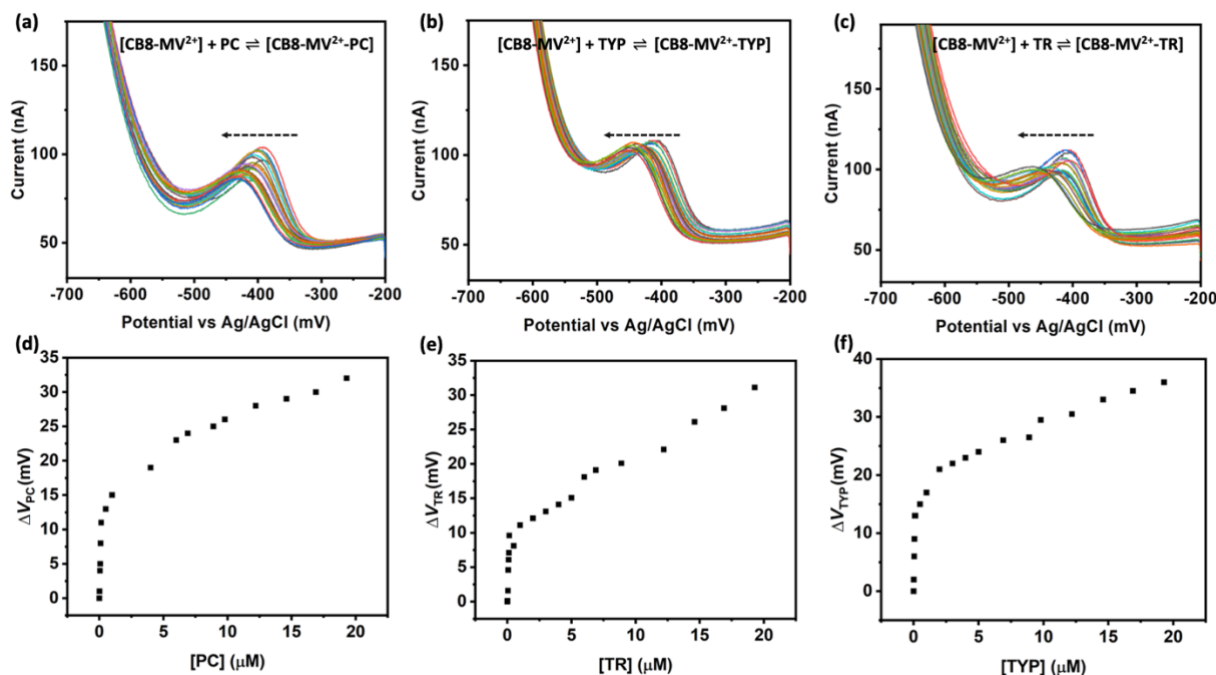 (a)
[CB8-MV²⁺] + PC ⇌ [CB8-MV²⁺-PC]
Current (nA)
150
100
50
-700 -600 -500 -400 -300 -200
Potential vs Ag/AgCl (mV)
(b)
[CB8-MV²⁺] + TYP ⇌ [CB8-MV²⁺-TYP]
Current (nA)
150
100
50
-700 -600 -500 -400 -300 -200
Potential vs Ag/AgCl (mV)
(c)
[CB8-MV²⁺] + TR ⇌ [CB8-MV²⁺-TR]
Current (nA)
175
150
125
100
75
50
-700 -600 -500 -400 -300 -200
Potential vs Ag/AgCl (mV)
(d)
ΔV_PC (mV)
35
30
25
20
15
10
5
0
0 5 10 15 20
[PC] (μM)
(e)
ΔV_TR (mV)
35
30
25
20
15
10
5
0
0 5 10 15 20
[TR] (μM)
(f)
ΔV_TYP (mV)
40
30
20
10
0
0 5 10 15 20
[TYP] (μM)